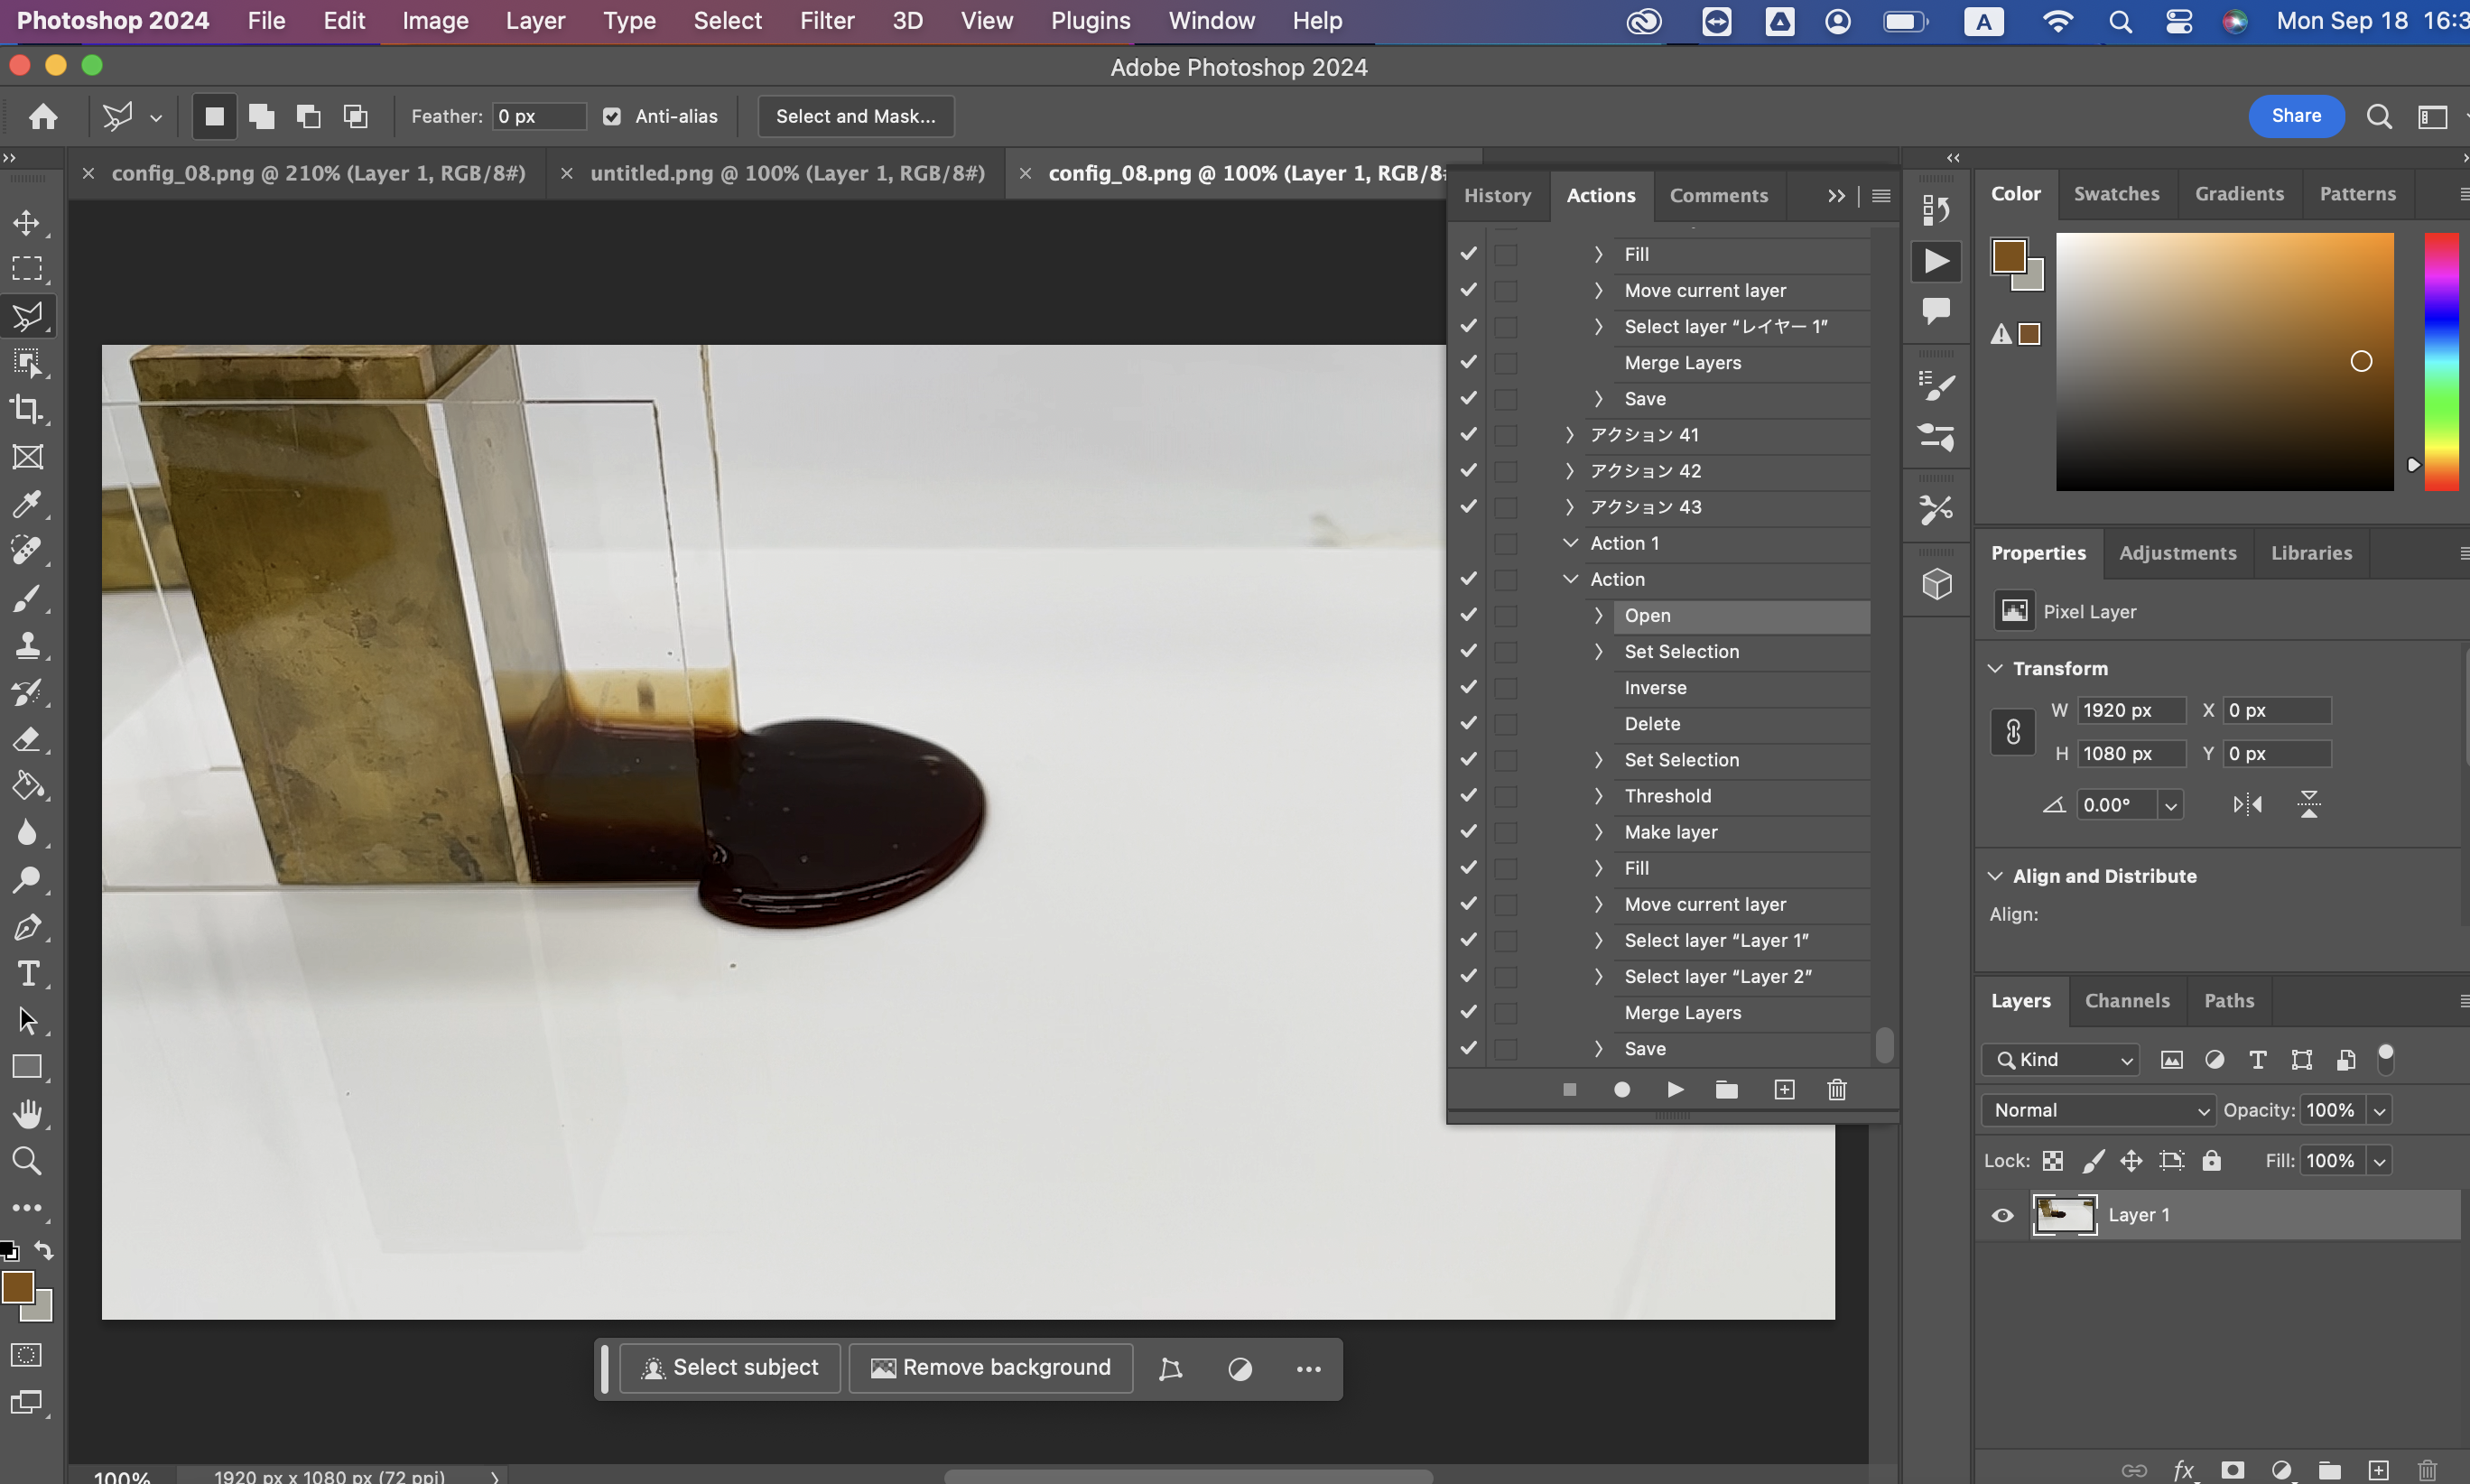 Photoshop 2024 File Edit Image Layer Type Select Filter 3D View Plugins Window Help A Mon Sep 18 16:3
Adobe Photoshop 2024
Feather: 0 px Anti-alias Select and Mask... Share
config_08.png @ 210% (Layer 1, RGB/8#) untitled.png @ 100% (Layer 1, RGB/8#) config_08.png @ 100% (Layer 1, RGB/8#
History Actions Comments
Fill
Move current layer
Select layer “レイヤー 1”
Merge Layers
Save
アクション 41
アクション 42
アクション 43
Action 1
Action
Open
Set Selection
Inverse
Delete
Set Selection
Threshold
Make layer
Fill
Move current layer
Select layer “Layer 1”
Select layer “Layer 2”
Merge Layers
Save
Color Swatches Gradients Patterns
Properties Adjustments Libraries
Pixel Layer
Transform
W 1920 px X 0 px
H 1080 px Y 0 px
0.00°
Align and Distribute
Align:
Layers Channels Paths
Kind
Normal Opacity: 100%
Lock: Fill: 100%
Layer 1
Select subject Remove background
100% 1920 px x 1080 px (72 ppi)